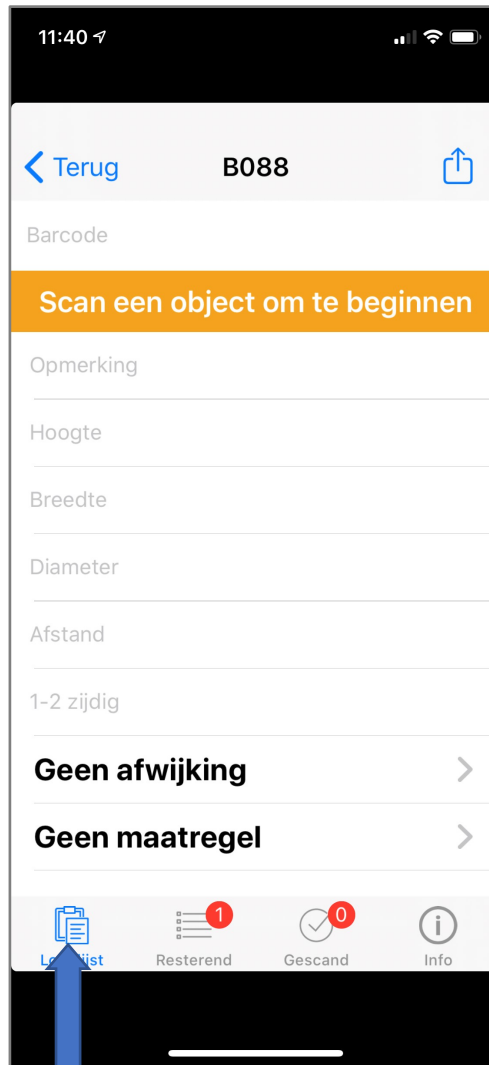 11:40
Terug
B088
Barcode
Scan een object om te beginnen
Opmerking
Hoogte
Breedte
Diameter
Afstand
1-2 zijdig
Geen afwijking
Geen maatregel
1
0
Resterend
Gescand
Info